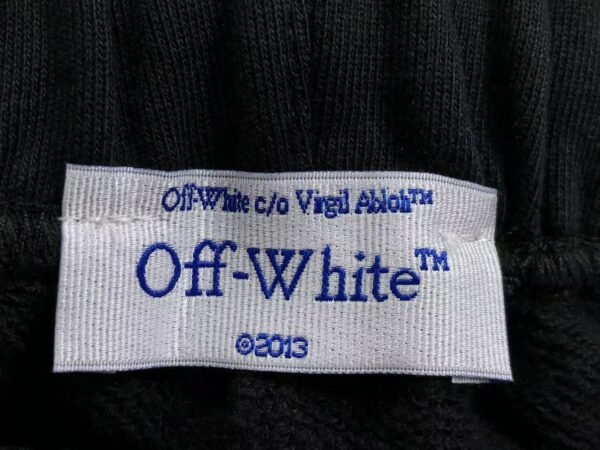 Off-White c/o Virgil Abloh™
Off-White™
©2013